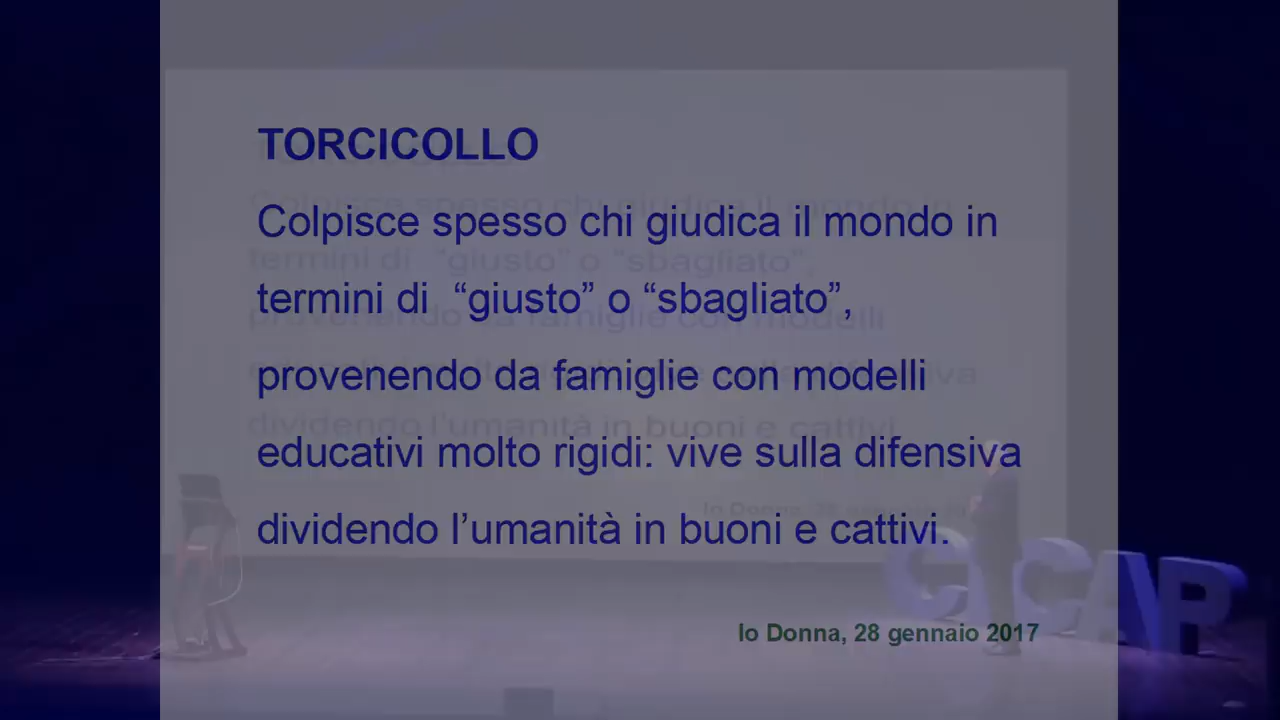 TORCICOLLO
Colpisce spesso chi giudica il mondo in
termini di “giusto” o “sbagliato”,
provenendo da famiglie con modelli
educativi molto rigidi: vive sulla difensiva
dividendo l’umanità in buoni e cattivi.
Io Donna, 28 gennaio 2017
CICAP